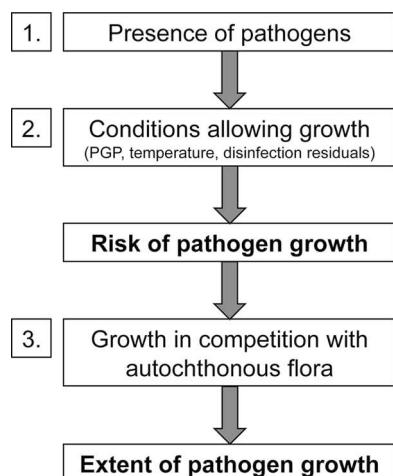 1. Presence of pathogens
2. Conditions allowing growth
(PGP, temperature, disinfection residuals)
Risk of pathogen growth
3. Growth in competition with
autochthonous flora
Extent of pathogen growth